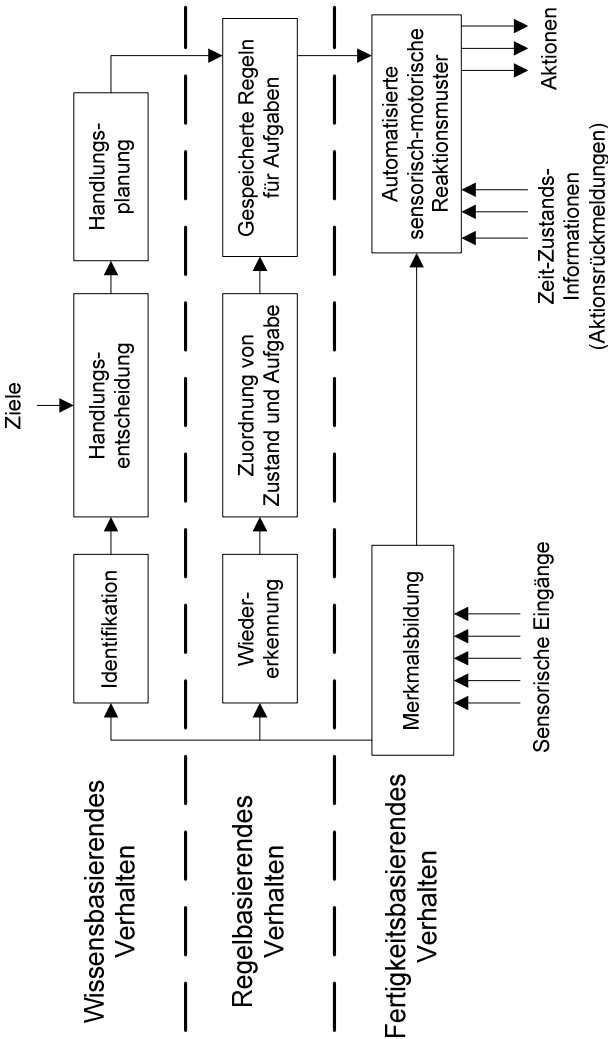 Ziele
Wissensbasierendes
Verhalten
Identifikation
Handlungs-
entscheidung
Handlungs-
planung
Regelbasierendes
Verhalten
Wieder-
erkennung
Zuordnung von
Zustand und Aufgabe
Gespeicherte Regeln
für Aufgaben
Fertigkeitsbasierendes
Verhalten
Merkmalsbildung
Automatisierte
sensorisch-motorische
Reaktionsmuster
Sensorische Eingänge
Zeit-Zustands-
Informationen
(Aktionsrückmeldungen)
Aktionen